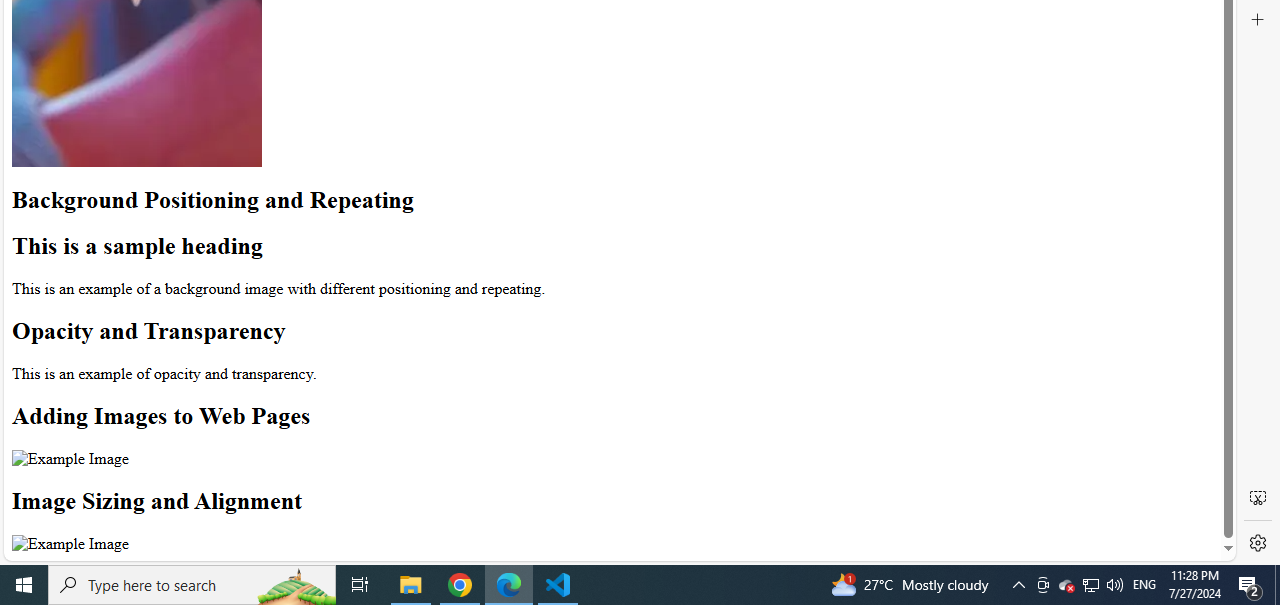 Background Positioning and Repeating
This is a sample heading
This is an example of a background image with different positioning and repeating.
Opacity and Transparency
This is an example of opacity and transparency.
Adding Images to Web Pages
Example Image
Image Sizing and Alignment
Example Image
Type here to search
1
27°C Mostly cloudy
ENG
11:28 PM
7/27/2024
2